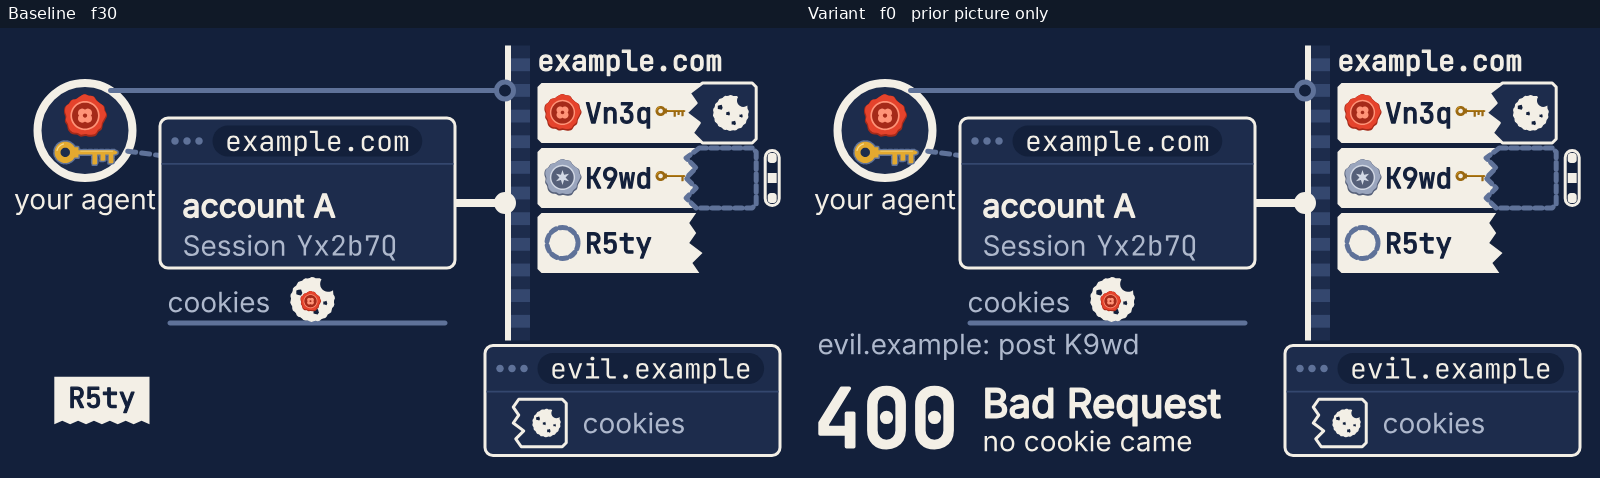 Baseline f30
example.com
Vn3q
example.com
K9wd
your agent
account A
Session Yx2b7Q
R5ty
cookies
evil.example
R5ty
cookies
Variant f0 prior picture only
example.com
Vn3q
example.com
K9wd
your agent
account A
Session Yx2b7Q
R5ty
cookies
evil.example: post K9wd
evil.example
400 Bad Request
no cookie came
cookies